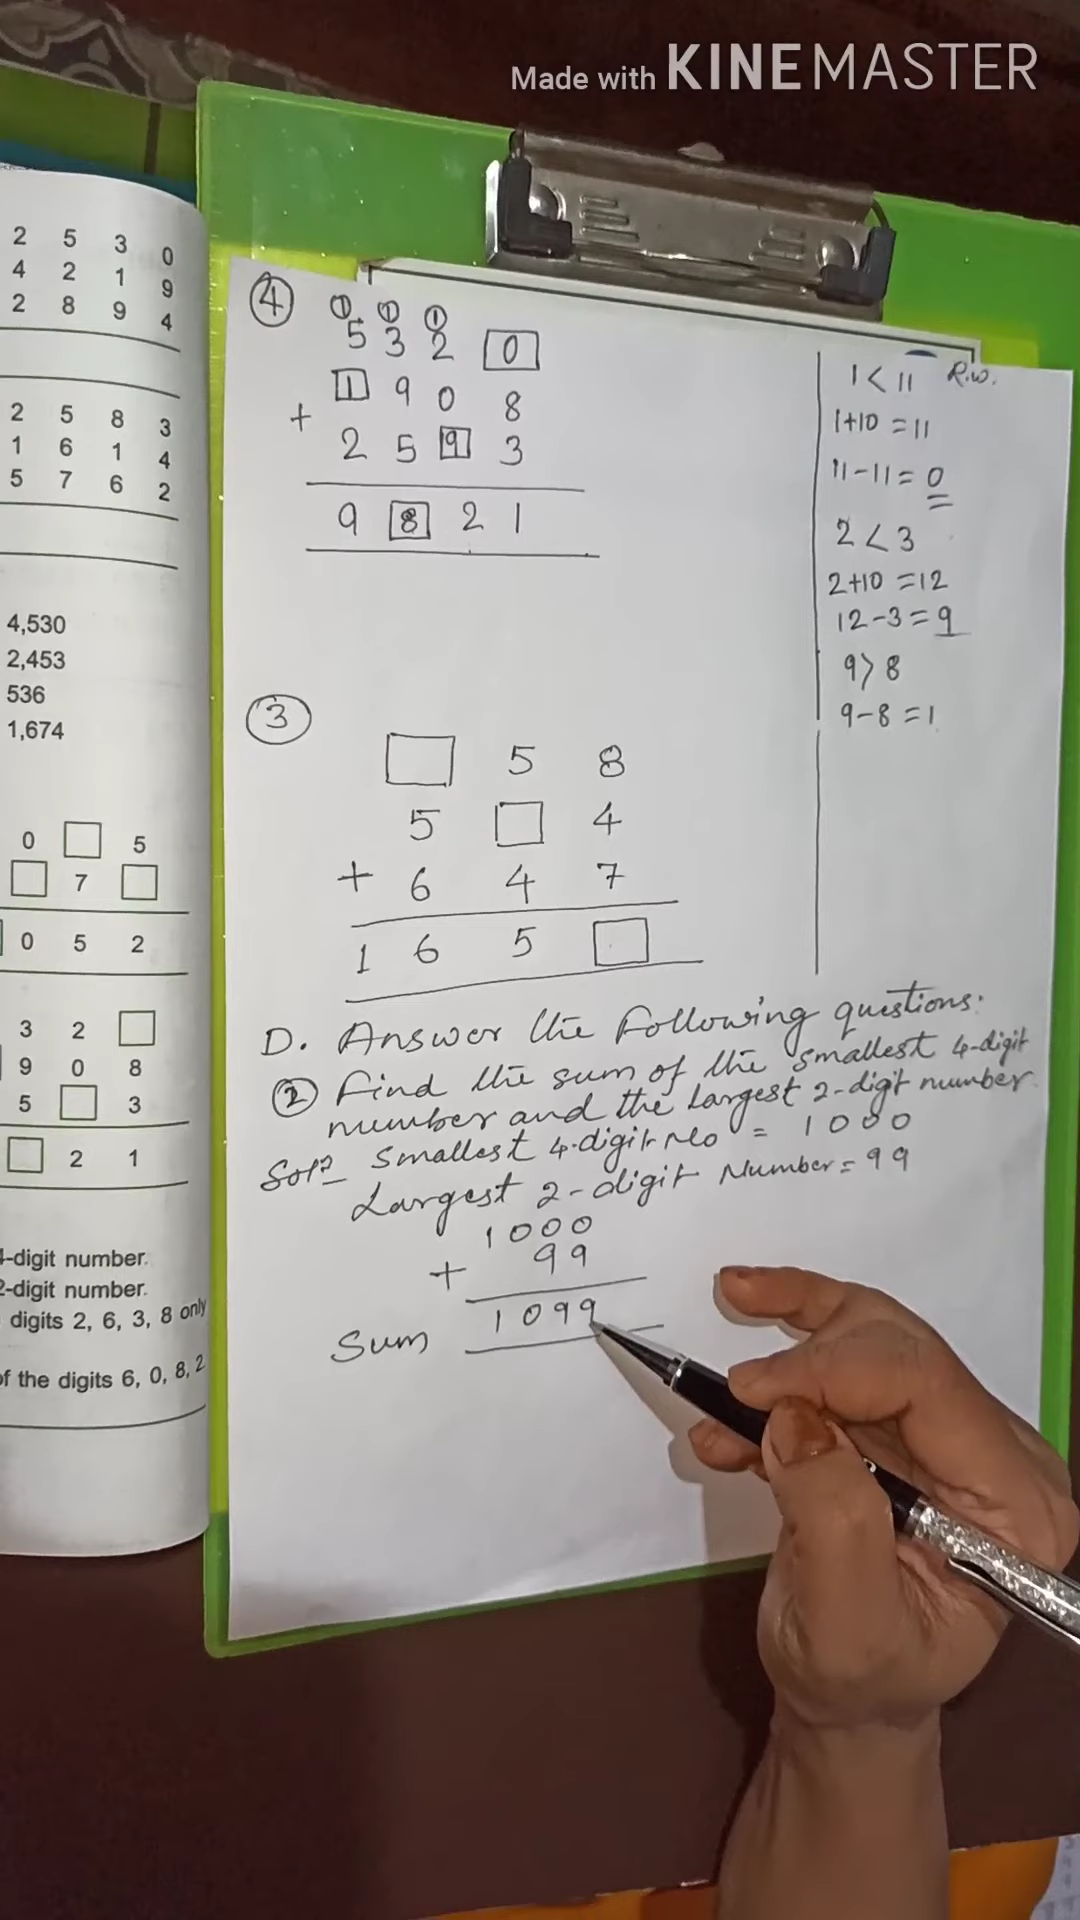 Made with KINEMASTER
2 5 3 0
4 2 1 9
2 8 9 4
2 5 8 3
1 6 1 4
5 7 6 2
4,530
2,453
536
1,674
0 5
7
0 5 2
3 2
9 0 8
5 3
2 1
4-digit number.
2-digit number.
digits 2, 6, 3, 8 only
of the digits 6, 0, 8, 2
4
1 1 1
5 3 2 0
1 9 0 8
+ 2 5 9 3
9 8 2 1
1 < 11 R.W.
1+10 = 11
11-11 = 0
2 < 3
2+10 = 12
12-3 = 9
9 > 8
9-8 = 1
3
5 8
5 4
+ 6 4 7
1 6 5
D. Answer the following questions:
2 Find the sum of the smallest 4-digit
number and the largest 2-digit number.
Soln Smallest 4-digit No = 1000
Largest 2-digit Number = 99
1000
+ 99
Sum 1099